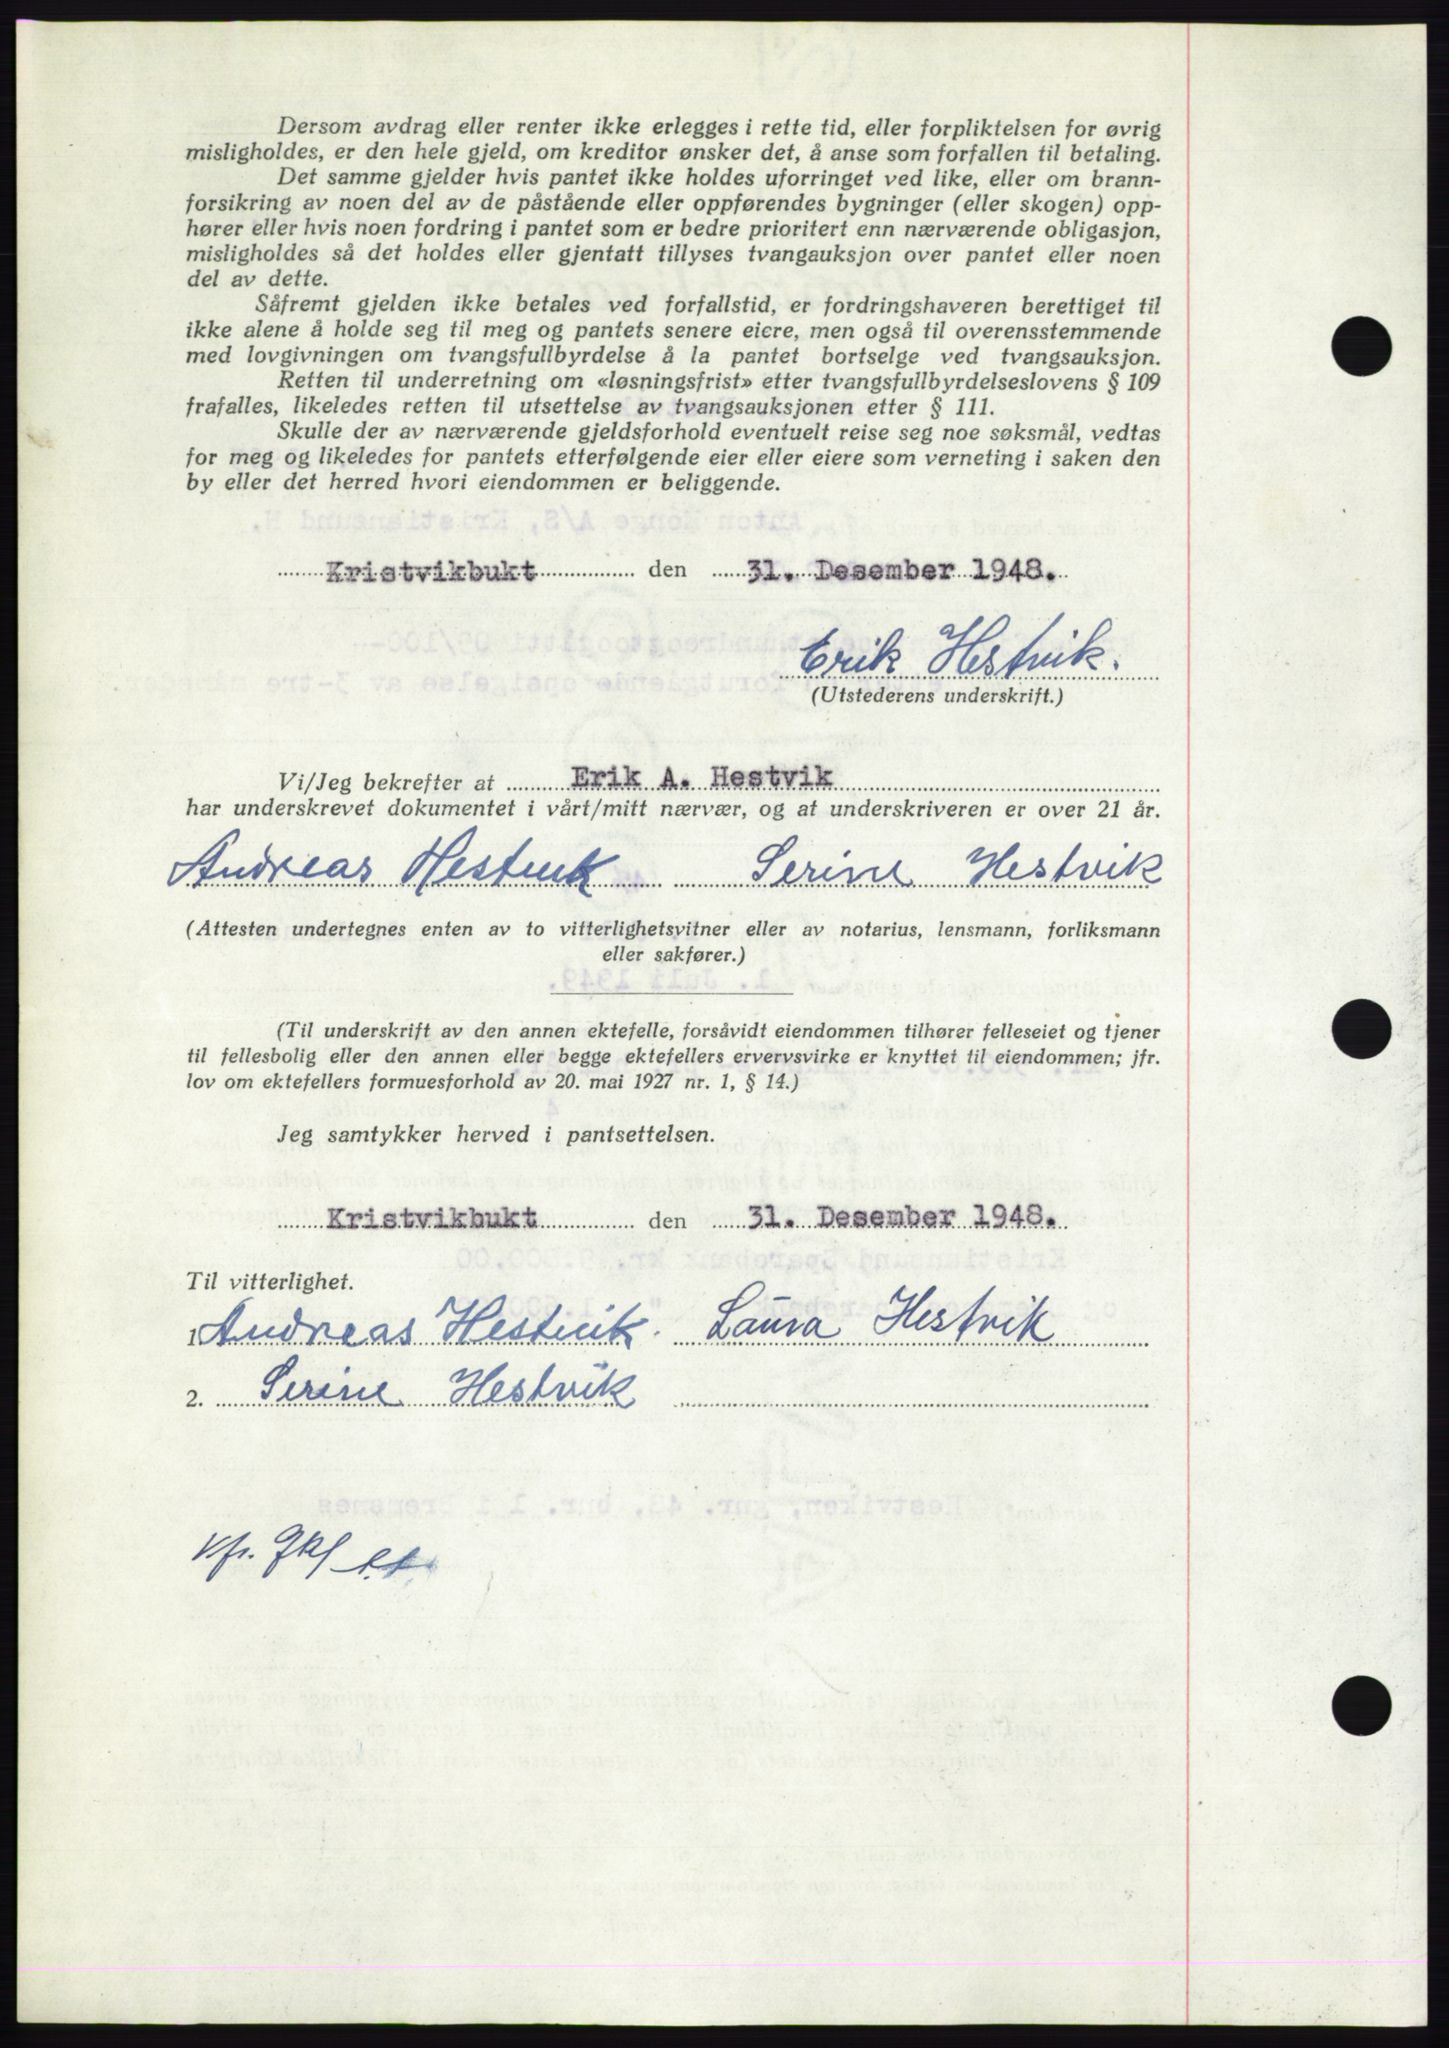 Dersom avdrag eller renter ikke erlegges i rette tid, eller forpliktelsen for øvrig
misligholdes, er den hele gjeld, om kreditor ønsker det, å anse som forfallen til betaling.
Det samme gjelder hvis pantet ikke holdes uforringet ved like, eller om brann-
forsikring av noen del av de påstående eller oppførendes bygninger (eller skogen) opp-
hører eller hvis noen fordring i pantet som er bedre prioritert enn nærværende obligasjon,
misligholdes så det holdes eller gjentatt tillyses tvangauksjon over pantet eller noen
del av dette.
Såfremt gjelden ikke betales ved forfallstid, er fordringshaveren berettiget til
ikke alene å holde seg til meg og pantets senere eiere, men også til overensstemmende
med lovgivningen om tvangsfullbyrdelse å la pantet bortselge ved tvangsauksjon.
Retten til underretning om «løsningsfrist» etter tvangsfullbyrdelseslovens § 109
frafalles, likeledes retten til utsettelse av tvangsauksjonen etter § 111.
Skulle der av nærværende gjeldsforhold eventuelt reise seg noe søksmål, vedtas
for meg og likeledes for pantets etterfølgende eier eller eiere som verneting i saken den
by eller det herred hvori eiendommen er beliggende.
Kristvikbukt den 31. Desember 1948.
Erik Hestvik.
(Utstederens underskrift.)
Vi/Jeg bekrefter at Erik A. Hestvik
har underskrevet dokumentet i vårt/mitt nærvær, og at underskriveren er over 21 år.
Andreas Hestvik Serine Hestvik
(Attesten undertegnes enten av to vitterlighetsvitner eller av notarius, lensmann, forliksmann
eller sakfører.)
(Til underskrift av den annen ektefelle, forsåvidt eiendommen tilhører felleseiet og tjener
til fellesbolig eller den annen eller begge ektefellers ervervsvirke er knyttet til eiendommen; jfr.
lov om ektefellers formuesforhold av 20. mai 1927 nr. 1, § 14.)
Jeg samtykker herved i pantsettelsen.
Kristvikbukt den 31. Desember 1948.
Til vitterlighet.
1. Andreas Hestvik. Laura Hestvik
2. Serine Hestvik